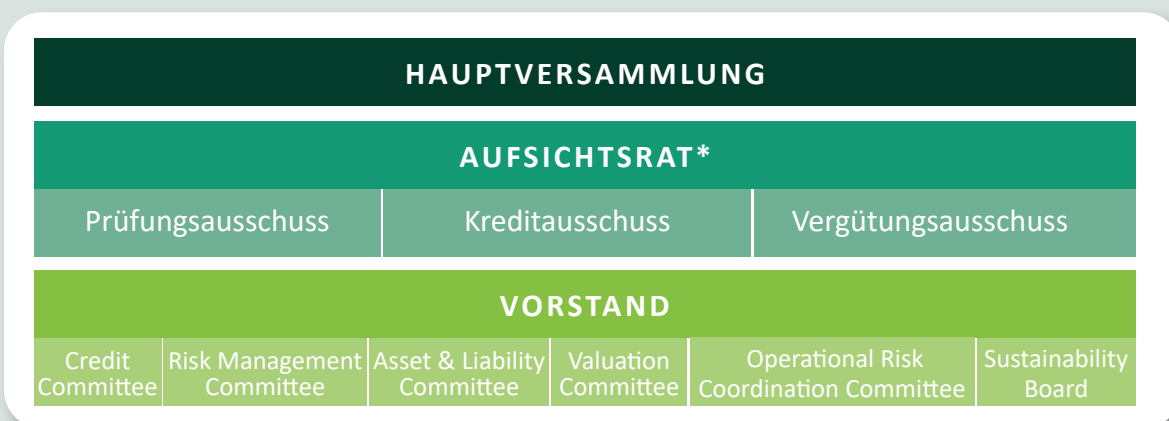 HAUPTVERSAMMLUNG
AUFSICHTSRAT*
Prüfungsausschuss
Kreditausschuss
Vergütungsausschuss
VORSTAND
Credit
Committee
Risk Management
Committee
Asset & Liability
Committee
Valuation
Committee
Operational Risk
Coordination Committee
Sustainability
Board